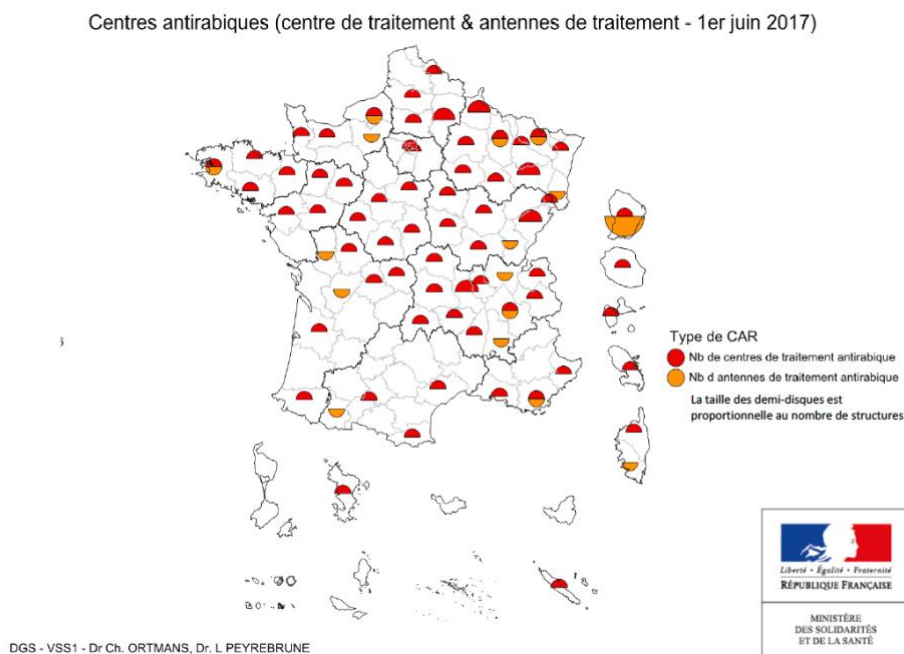 Centres antirabiques (centre de traitement & antennes de traitement - 1er juin 2017)
Type de CAR
Nb de centres de traitement antirabique
Nb d antennes de traitement antirabique
La taille des demi-disques est
proportionnelle au nombre de structures
Liberté • Égalité • Fraternité
RÉPUBLIQUE FRANÇAISE
MINISTÈRE
DES SOLIDARITÉS
ET DE LA SANTÉ
DGS - VSS1 - Dr Ch. ORTMANS, Dr. L PEYREBRUNE